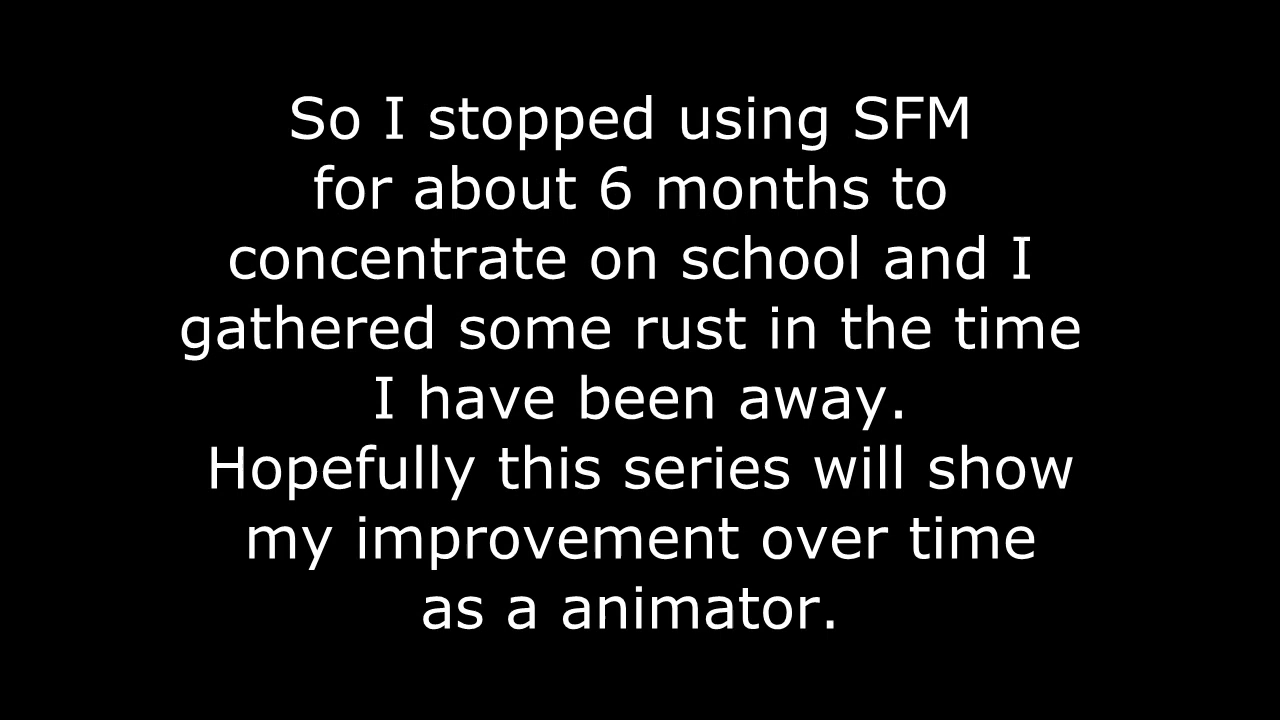 So I stopped using SFM
for about 6 months to
concentrate on school and I
gathered some rust in the time
I have been away.
Hopefully this series will show
my improvement over time
as a animator.